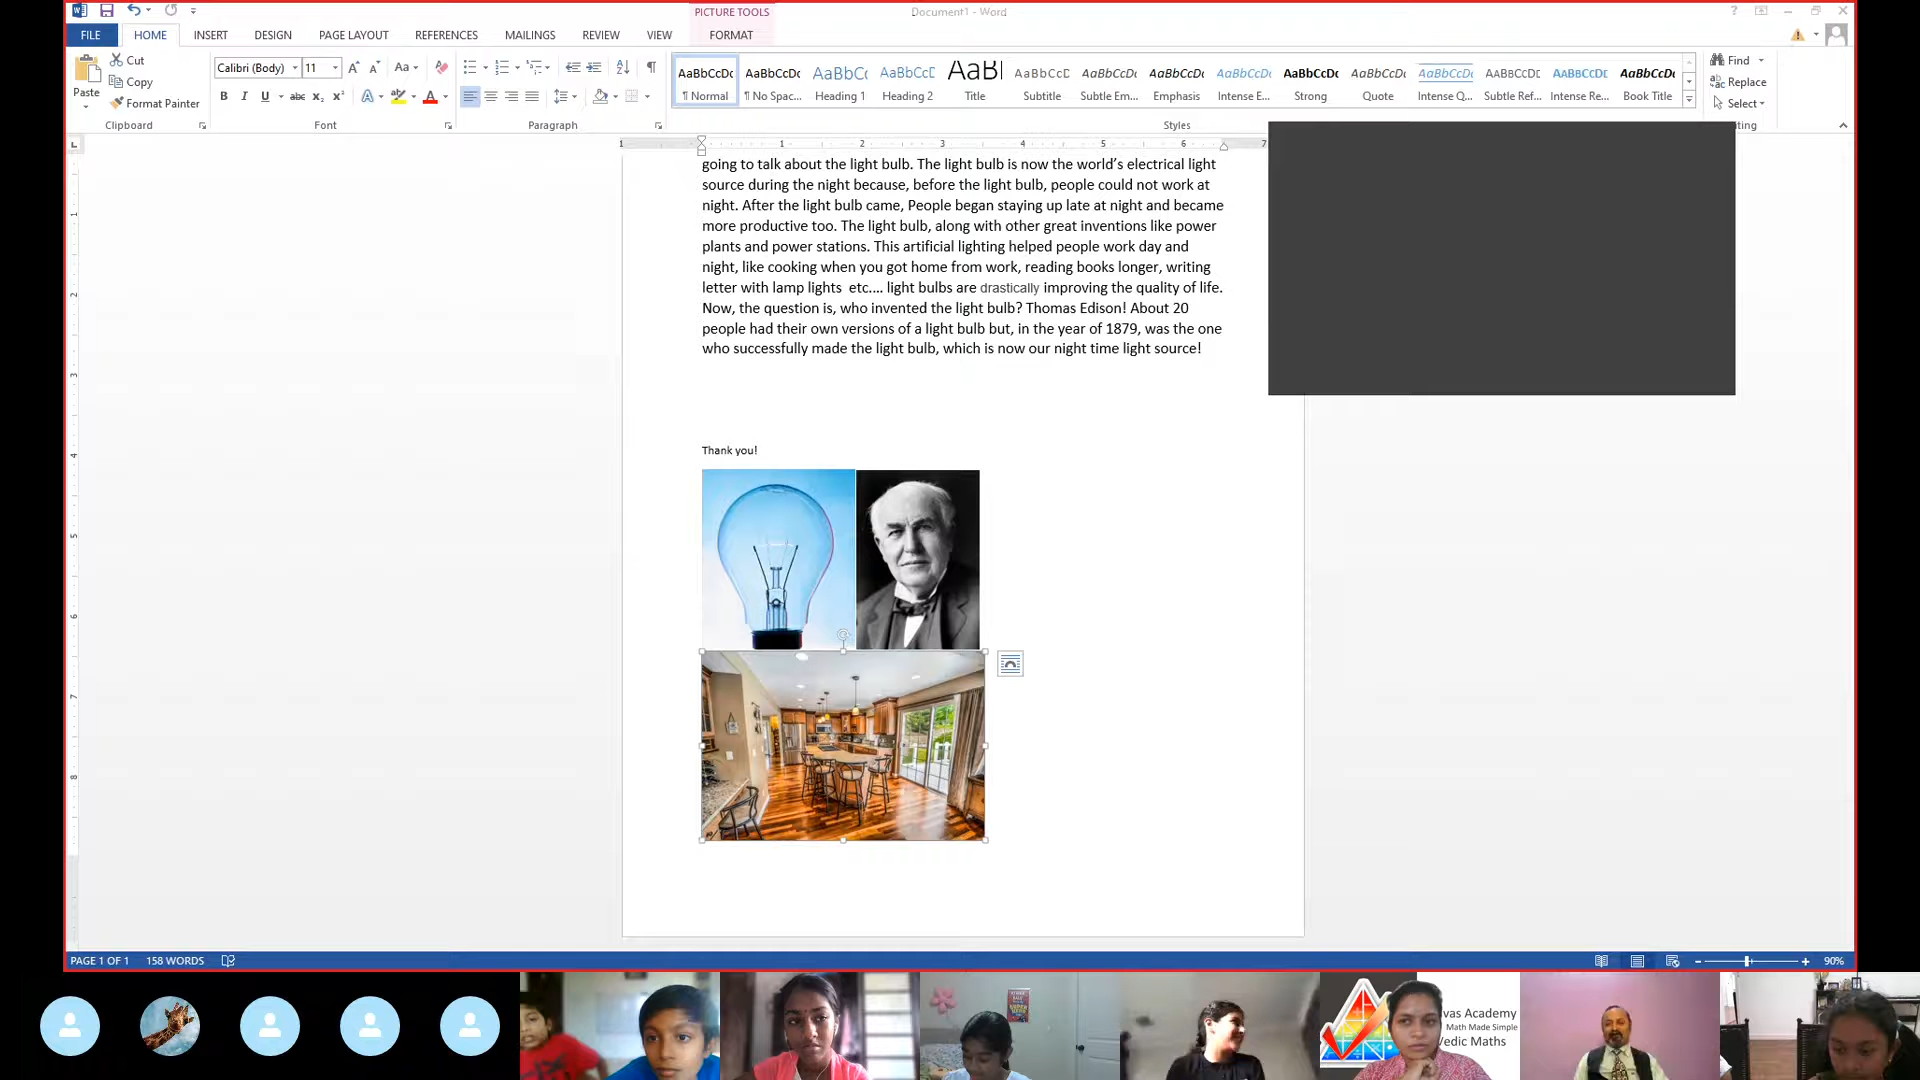 PICTURE TOOLS
Document1 - Word
FILE HOME INSERT DESIGN PAGE LAYOUT REFERENCES MAILINGS REVIEW VIEW FORMAT
Paste
Cut
Copy
Format Painter
Clipboard
Calibri (Body) 11
Font
Paragraph
AaBbCcDc AaBbCcDc AaBbC AaBbCcD AaB AaBbCcD AaBbCcDc AaBbCcDc AaBbCcDc AaBbCcDc AaBbCcDc AaBbCcDc AABBCCDD AABBCCDD AaBbCcDc
¶ Normal ¶ No Spac... Heading 1 Heading 2 Title Subtitle Subtle Em... Emphasis Intense E... Strong Quote Intense Q... Subtle Ref... Intense Re... Book Title
Styles
Find
Replace
Select
ting
going to talk about the light bulb. The light bulb is now the world’s electrical light
source during the night because, before the light bulb, people could not work at
night. After the light bulb came, People began staying up late at night and became
more productive too. The light bulb, along with other great inventions like power
plants and power stations. This artificial lighting helped people work day and
night, like cooking when you got home from work, reading books longer, writing
letter with lamp lights  etc.... light bulbs are drastically improving the quality of life.
Now, the question is, who invented the light bulb? Thomas Edison! About 20
people had their own versions of a light bulb but, in the year of 1879, was the one
who successfully made the light bulb, which is now our night time light source!
Thank you!
PAGE 1 OF 1 158 WORDS 90%
vas Academy
Math Made Simple
Vedic Maths